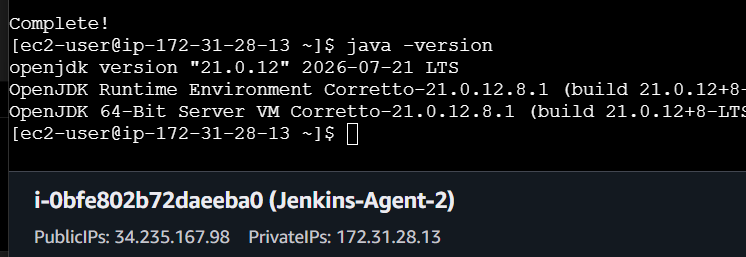 Complete!
[ec2-user@ip-172-31-28-13 ~]$ java -version
openjdk version "21.0.12" 2026-07-21 LTS
OpenJDK Runtime Environment Corretto-21.0.12.8.1 (build 21.0.12+8-
OpenJDK 64-Bit Server VM Corretto-21.0.12.8.1 (build 21.0.12+8-LTS
[ec2-user@ip-172-31-28-13 ~]$
i-0bfe802b72daeeba0 (Jenkins-Agent-2)
PublicIPs: 34.235.167.98 PrivateIPs: 172.31.28.13